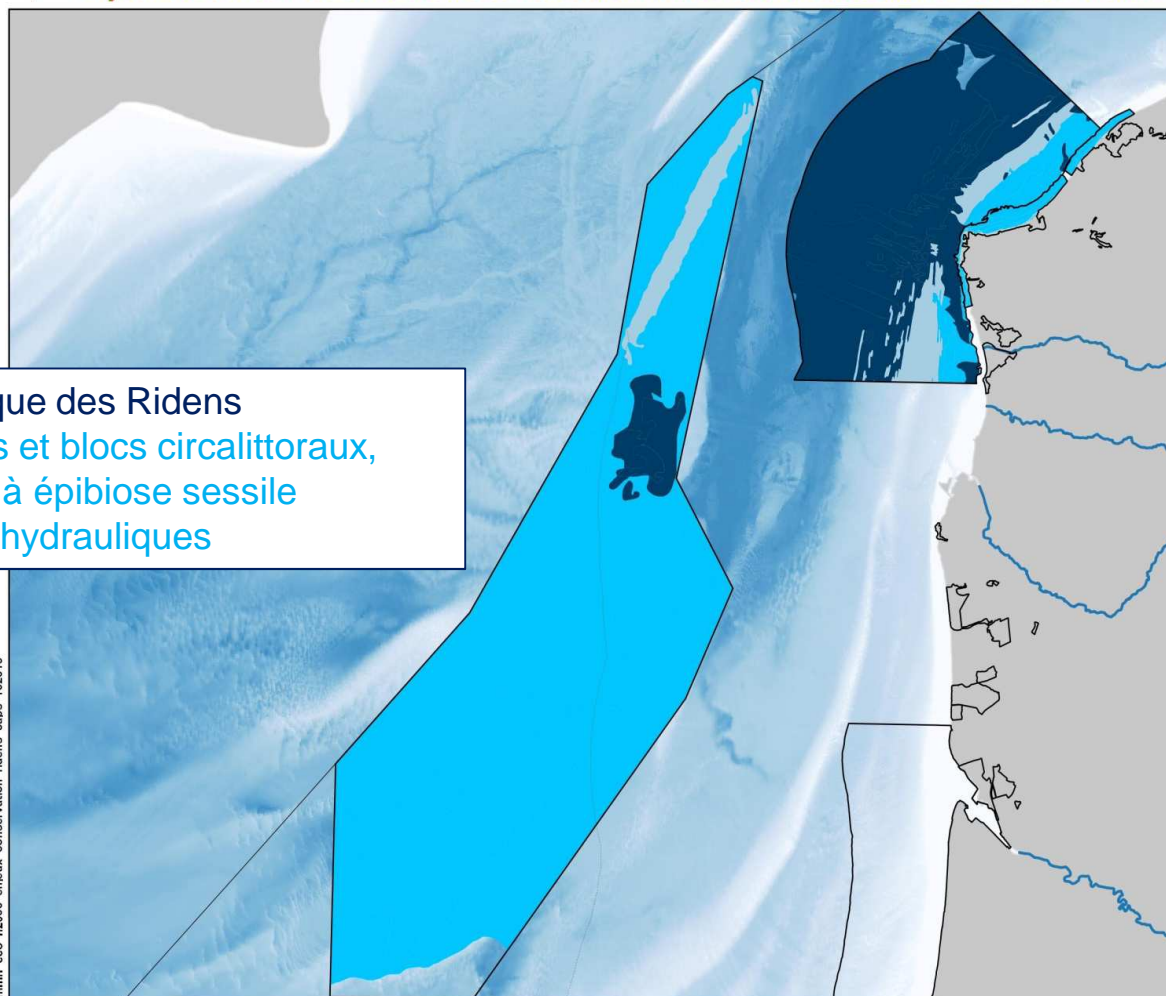 que des Ridens
s et blocs circalittoraux,
à épibiose sessile
hydrauliques